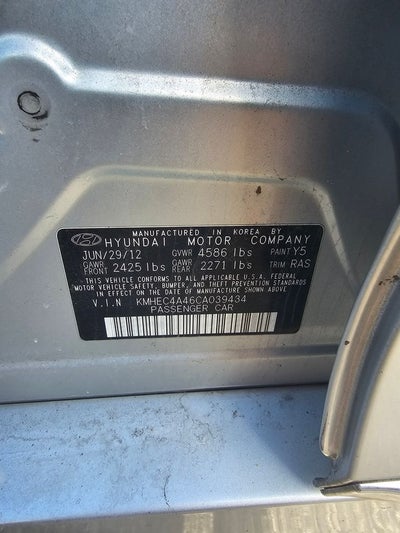 MANUFACTURED IN KOREA BY
HYUNDAI MOTOR COMPANY
JUN/29/12 GVWR 4586 lbs PAINT Y5
GAWR FRONT 2425 lbs GAWR REAR 2271 lbs TRIM RAS
THIS VEHICLE CONFORMS TO ALL APPLICABLE U.S.A. FEDERAL
MOTOR VEHICLE SAFETY, BUMPER, AND THEFT PREVENTION STANDARDS
IN EFFECT ON THE DATE OF MANUFACTURE SHOWN ABOVE
V.I.N KMHEC4A46CA039434
PASSENGER CAR